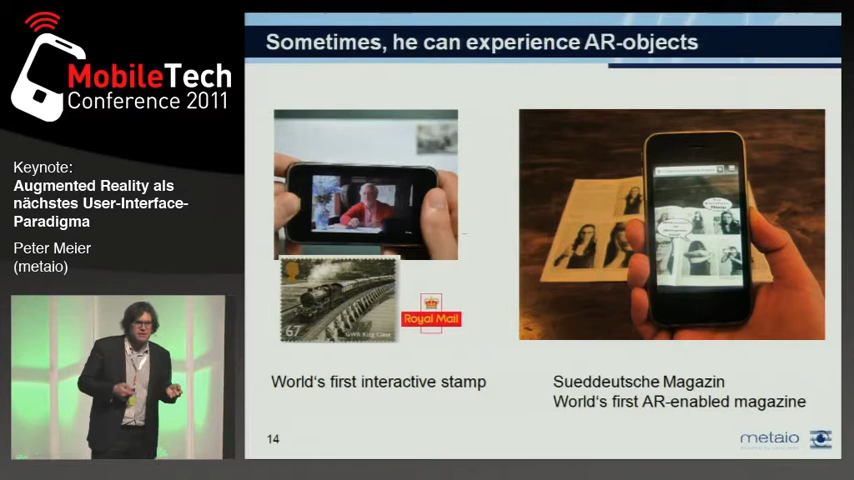 MobileTech
Conference 2011
Keynote:
Augmented Reality als
nächstes User-Interface-
Paradigma
Peter Meier
(metaio)
Sometimes, he can experience AR-objects
67
Royal Mail
World's first interactive stamp
Sueddeutsche Magazin
World's first AR-enabled magazine
14
metaio